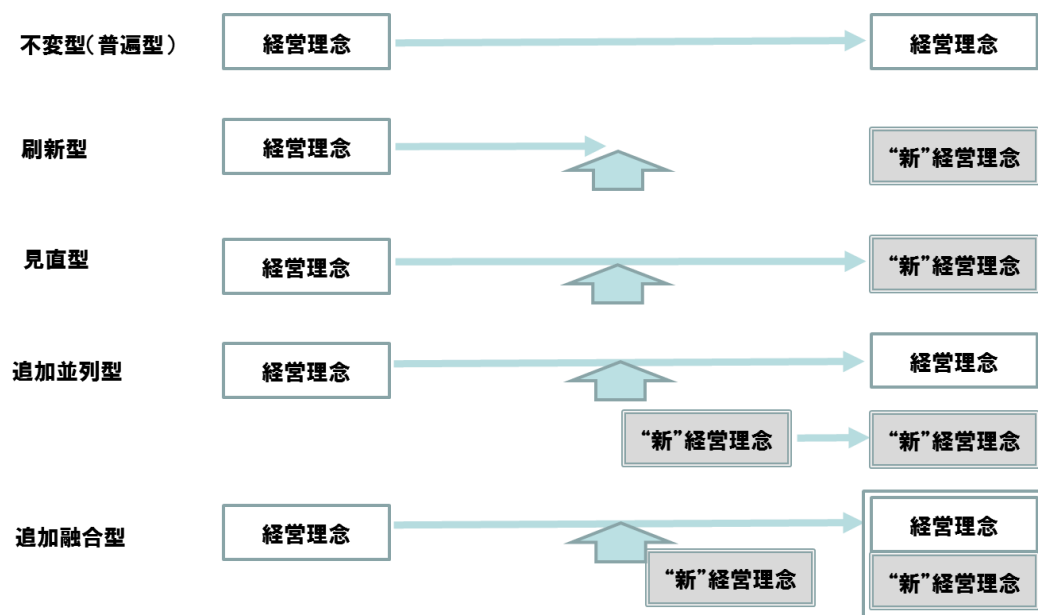 不変型(普遍型)
経営理念
経営理念
刷新型
経営理念
“新”経営理念
見直型
経営理念
“新”経営理念
追加並列型
経営理念
経営理念
“新”経営理念
“新”経営理念
追加融合型
経営理念
経営理念
“新”経営理念
“新”経営理念